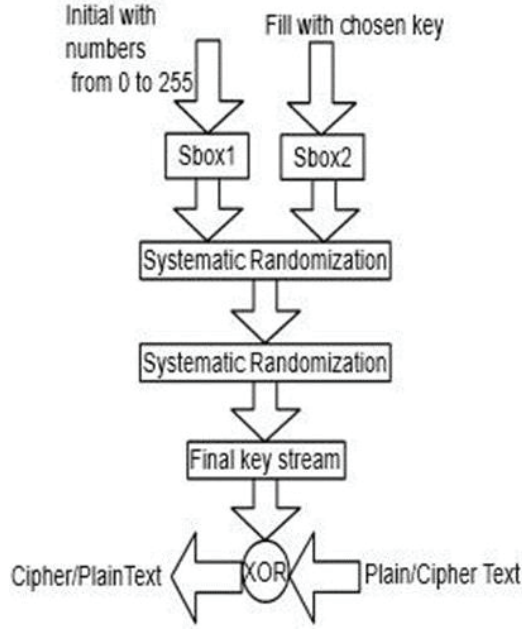 Initial with
numbers
from 0 to 255
Fill with chosen key
Sbox1
Sbox2
Systematic Randomization
Systematic Randomization
Final key stream
Cipher/PlainText
XOR
Plain/Cipher Text